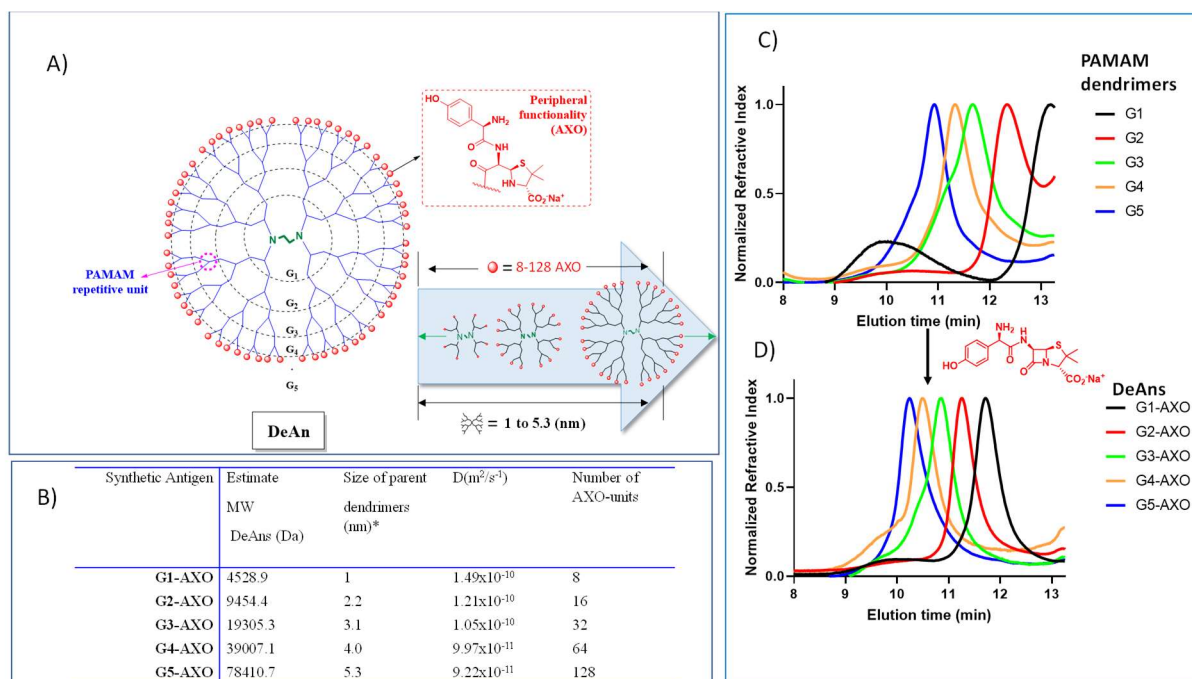 A)
HO
NH₂
O
NH
O
S
HN
CO₂⁻Na⁺
Peripheral
functionality
(AXO)
N N
PAMAM
repetitive unit
G₁
G₂
G₃
G₄
.
G₅
DeAn
= 8-128 AXO
= 1 to 5.3 (nm)
B)
Synthetic Antigen Estimate MW DeAns (Da) Size of parent dendrimers (nm)* D(m²/s⁻¹) Number of AXO-units
G1-AXO 4528.9 1 1.49x10⁻¹⁰ 8
G2-AXO 9454.4 2.2 1.21x10⁻¹⁰ 16
G3-AXO 19305.3 3.1 1.05x10⁻¹⁰ 32
G4-AXO 39007.1 4.0 9.97x10⁻¹¹ 64
G5-AXO 78410.7 5.3 9.22x10⁻¹¹ 128
C)
PAMAM
dendrimers
G1
G2
G3
G4
G5
Normalized Refractive Index
1.0
0.5
0.0
8 9 10 11 12 13
Elution time (min)
HO
NH₂
O
H
N
O
N
S
CO₂⁻Na⁺
D)
DeAns
G1-AXO
G2-AXO
G3-AXO
G4-AXO
G5-AXO
Normalized Refractive Index
1.0
0.5
0.0
8 9 10 11 12 13
Elution time (min)